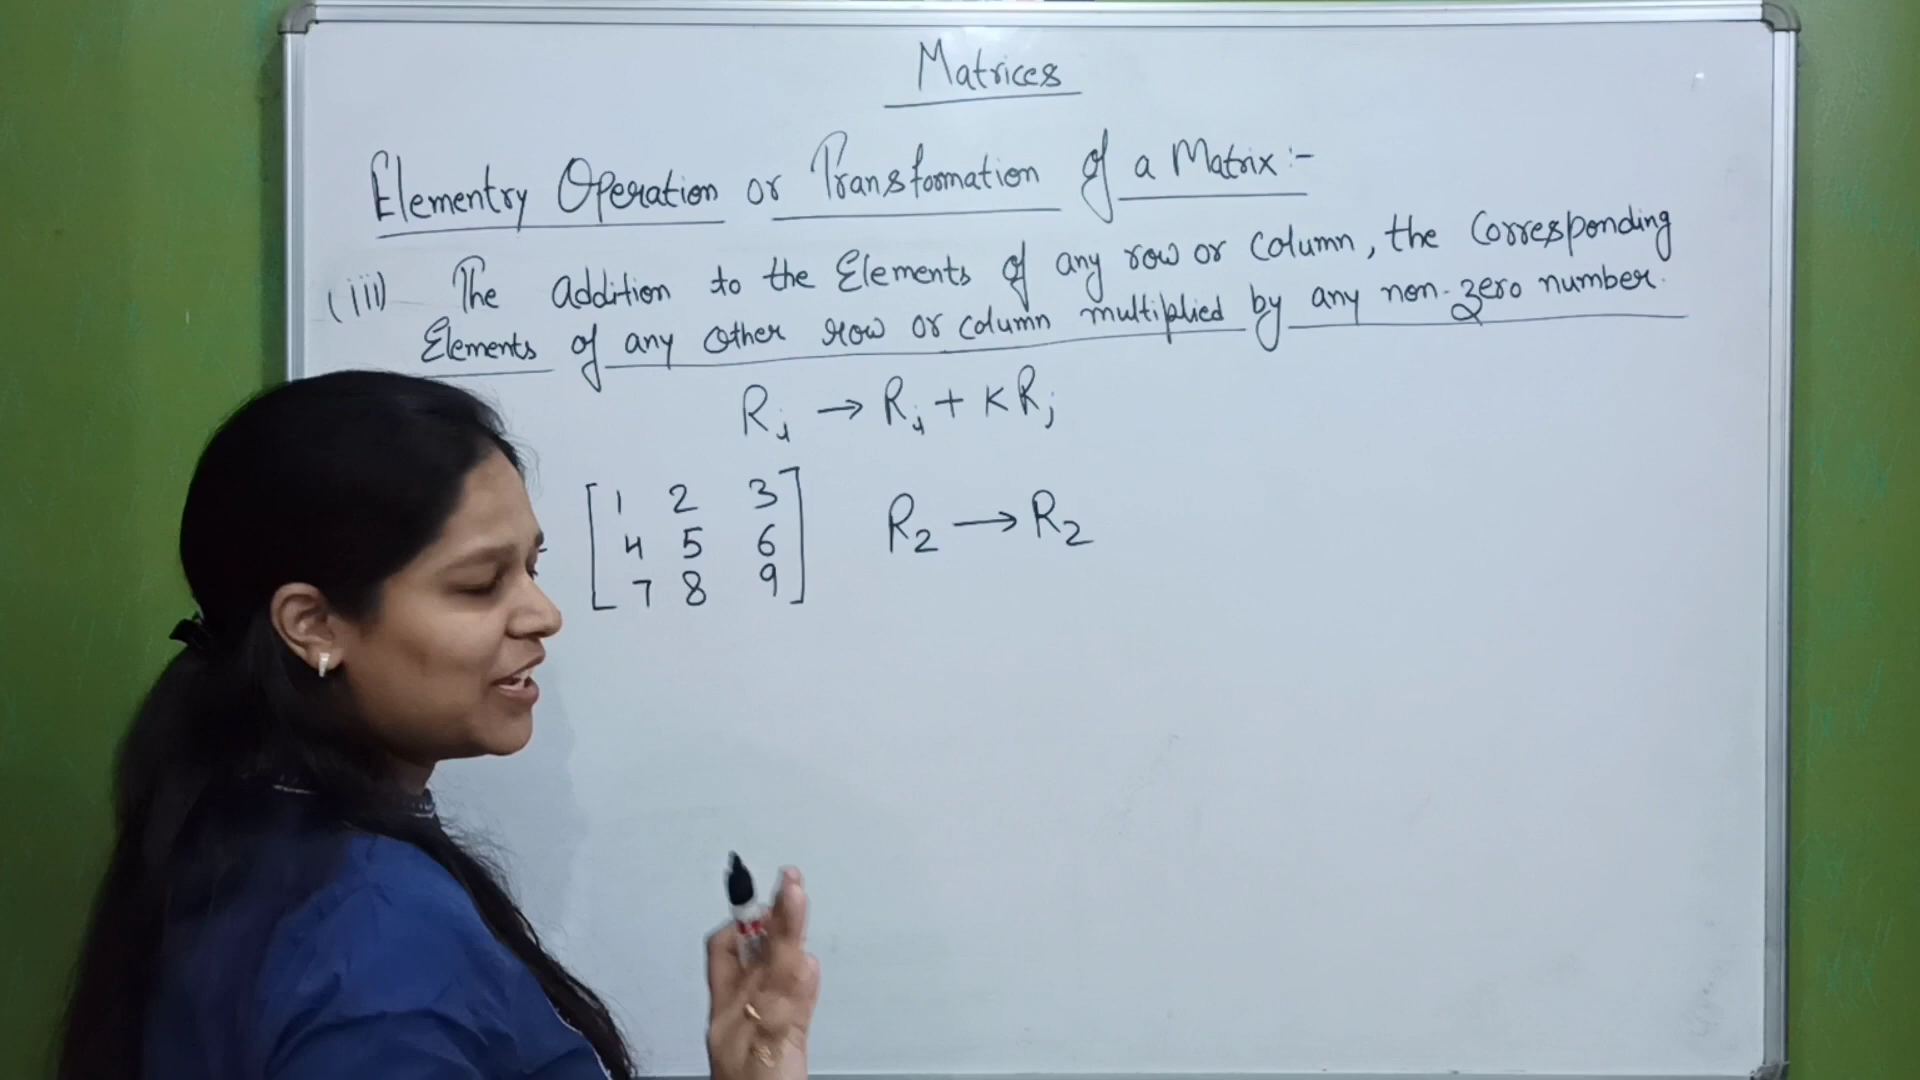 Matrices
Elementry Operation or Transformation of a Matrix :-
(iii) The addition to the Elements of any row or Column, the Corresponding
Elements of any other row or column multiplied by any non-zero number.
Ri → Ri + KRj
[1 2 3
4 5 6
7 8 9] R2 → R2